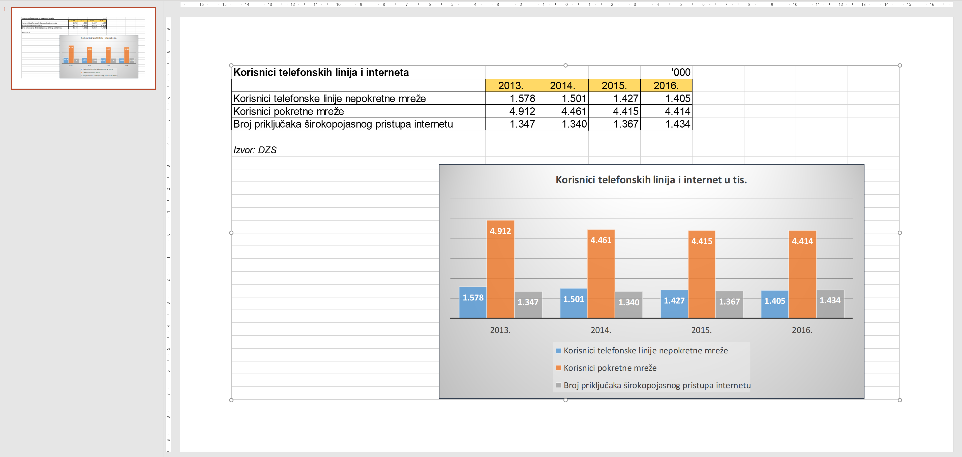 Korisnici telefonskih linija i interneta '000
2013. 2014. 2015. 2016.
Korisnici telefonske linije nepokretne mreže 1.578 1.501 1.427 1.405
Korisnici pokretne mreže 4.912 4.461 4.415 4.414
Broj priključaka širokopojasnog pristupa internetu 1.347 1.340 1.367 1.434
Izvor: DZS
Korisnici telefonskih linija i internet u tis.
4.912 4.461 4.415 4.414
1.578 1.347 1.501 1.340 1.427 1.367 1.405 1.434
2013. 2014. 2015. 2016.
Korisnici telefonske linije nepokretne mreže
Korisnici pokretne mreže
Broj priključaka širokopojasnog pristupa internetu